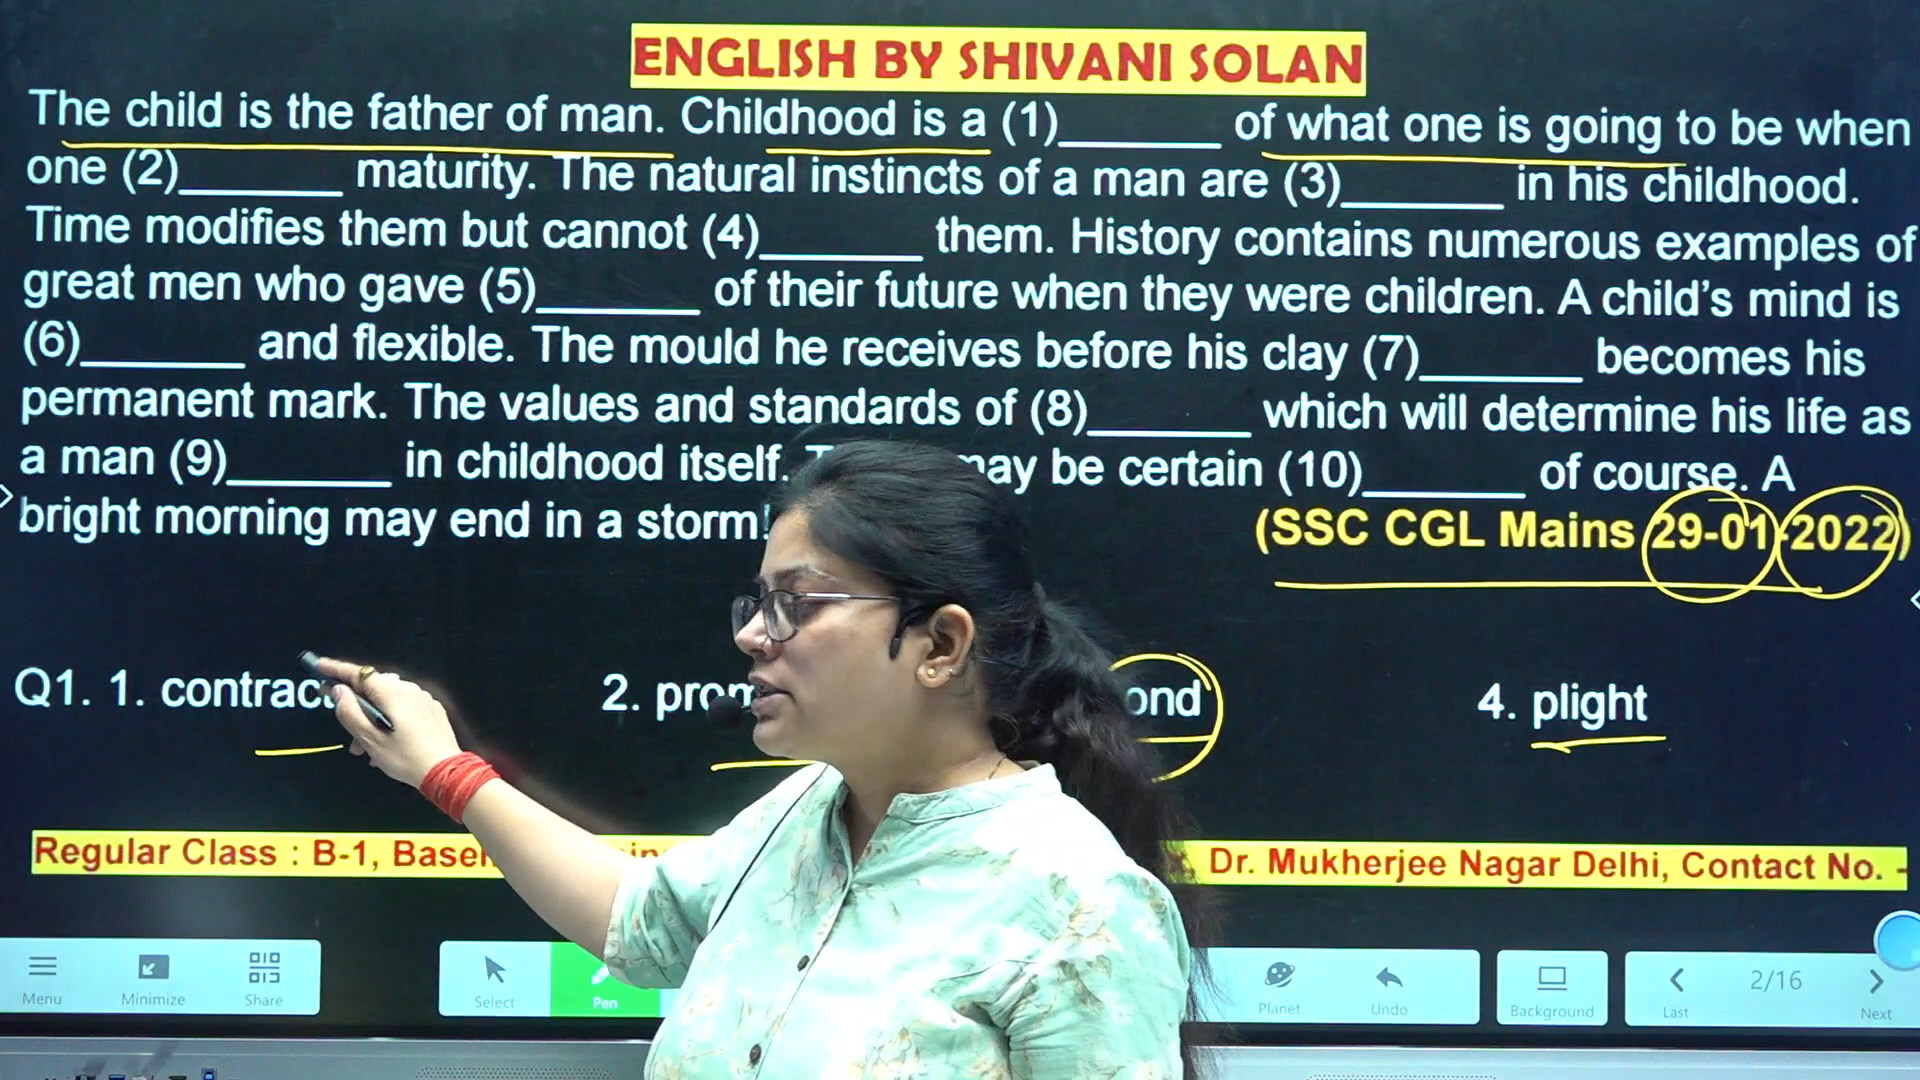 ENGLISH BY SHIVANI SOLAN
The child is the father of man. Childhood is a (1)_______ of what one is going to be when
one (2)_______ maturity. The natural instincts of a man are (3)_______ in his childhood.
Time modifies them but cannot (4)_______ them. History contains numerous examples of
great men who gave (5)_______ of their future when they were children. A child's mind is
(6)_______ and flexible. The mould he receives before his clay (7)_______ becomes his
permanent mark. The values and standards of (8)_______ which will determine his life as
a man (9)_______ in childhood itself. may be certain (10)_______ of course. A
bright morning may end in a storm!
(SSC CGL Mains 29-01-2022)
Q1. 1. contract 2. 4. plight
Regular Class : B-1, Dr. Mukherjee Nagar Delhi, Contact No. -
Menu Minimize Share Select Pen Planet Undo Background Last 2/16 Next